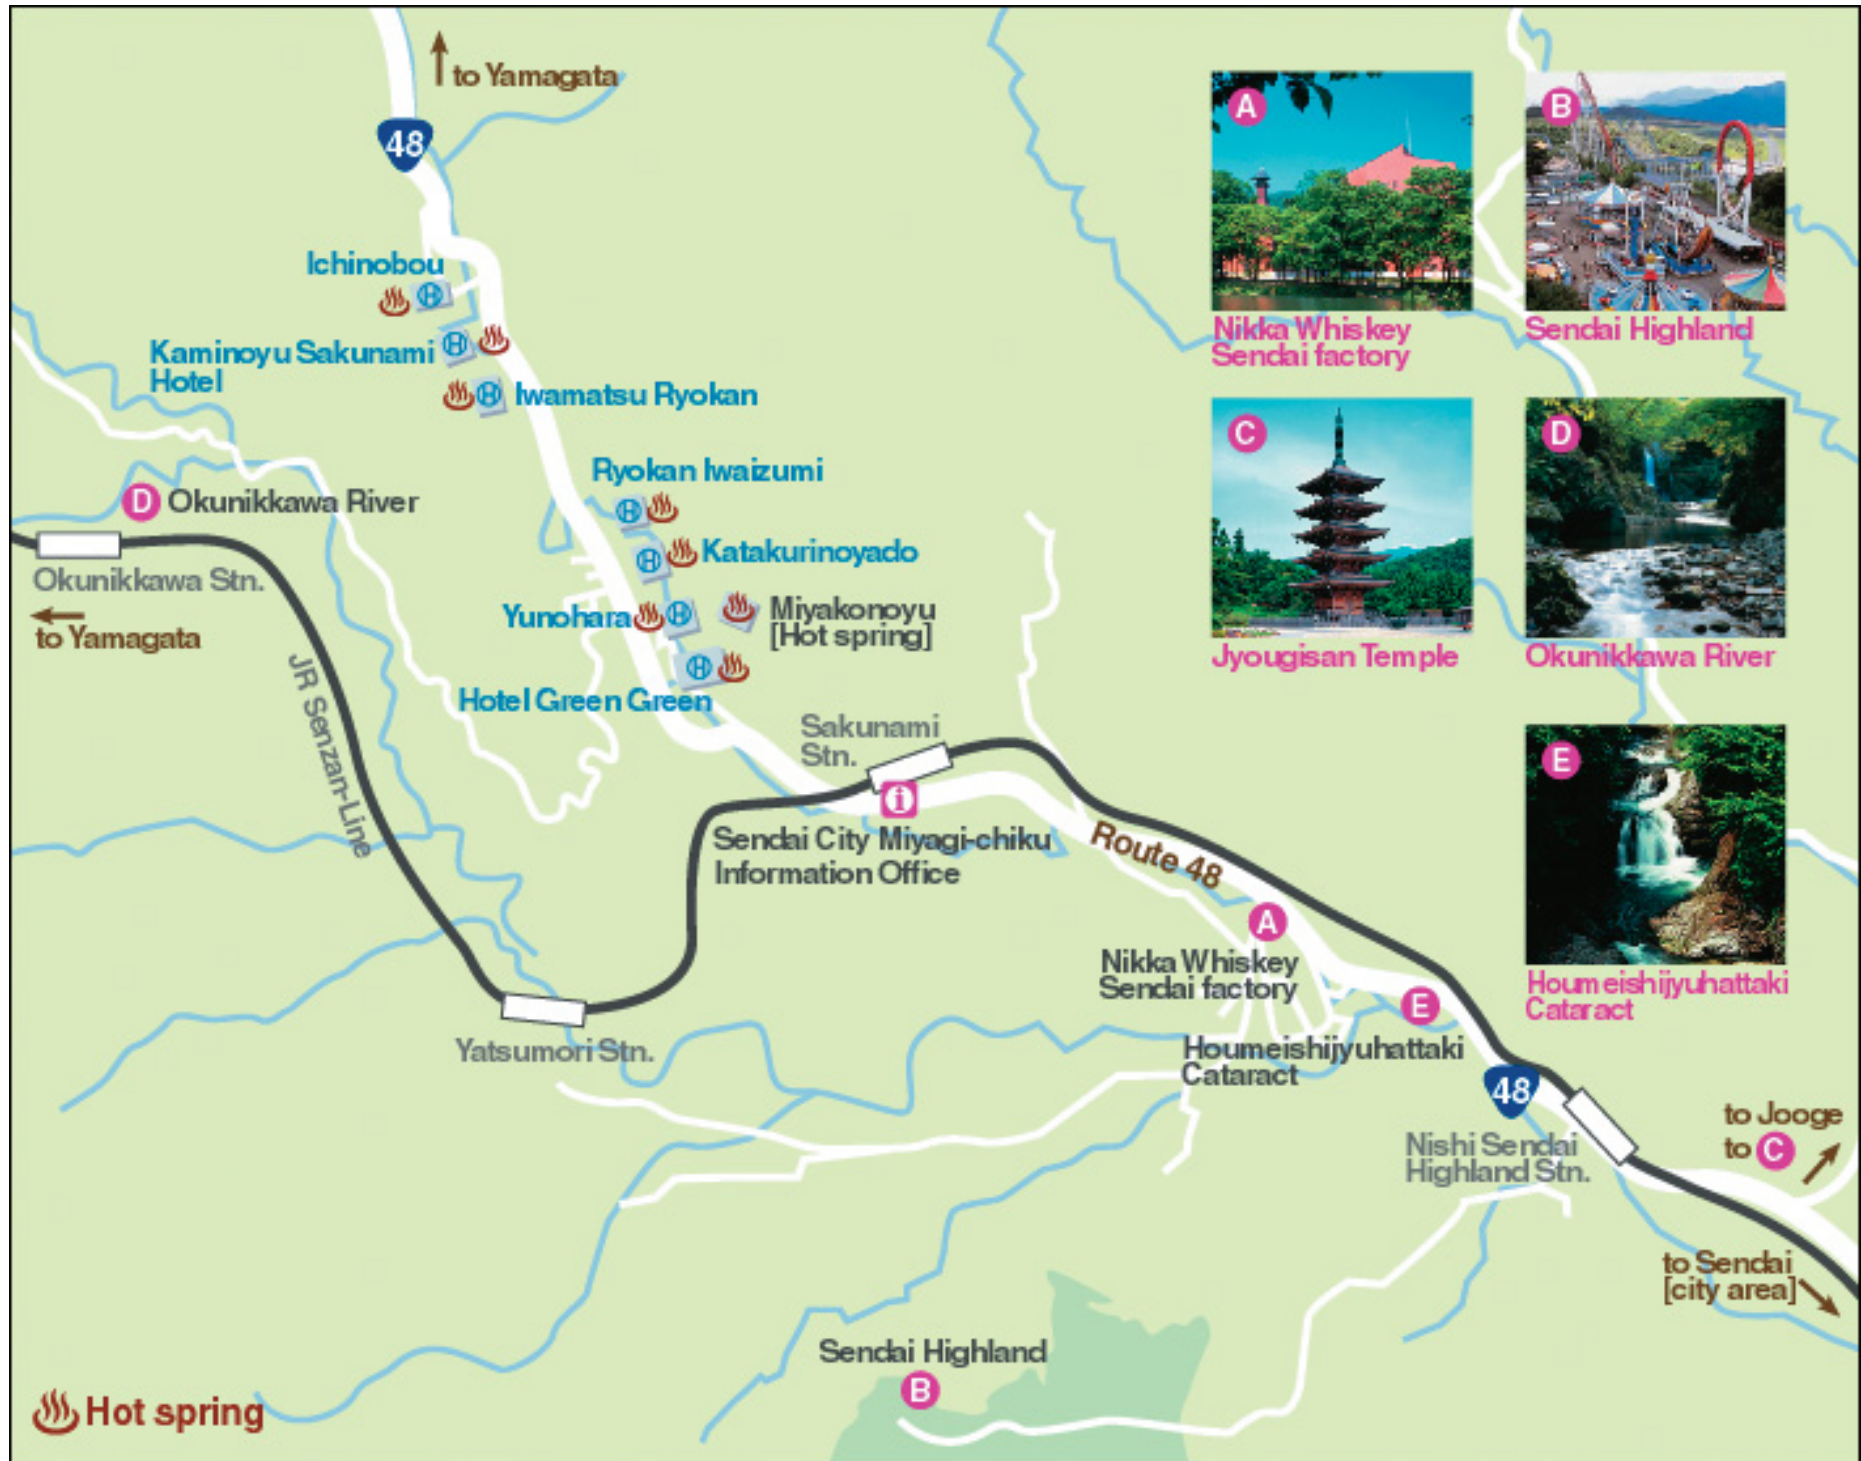 to Yamagata
48
Ichinobou
H
Kaminoyu Sakunami
Hotel
H
H
Iwamatsu Ryokan
Ryokan Iwaizumi
H
H
Katakurinoyado
Yunohara
H
Miyakonoyu
[Hot spring]
H
Hotel Green Green
D
Okunikkawa River
Okunikkawa Stn.
to Yamagata
JR Senzan-Line
Sakunami
Stn.
i
Sendai City Miyagi-chiku
Information Office
Route 48
A
Nikka Whiskey
Sendai factory
E
Houmeishijyuhattaki
Cataract
Yatsumori Stn.
48
Nishi Sendai
Highland Stn.
to Jooge
to C
to Sendai
[city area]
Sendai Highland
B
Hot spring
A
Nikka Whiskey
Sendai factory
B
Sendai Highland
C
Jyougisan Temple
D
Okunikkawa River
E
Houmeishijyuhattaki
Cataract